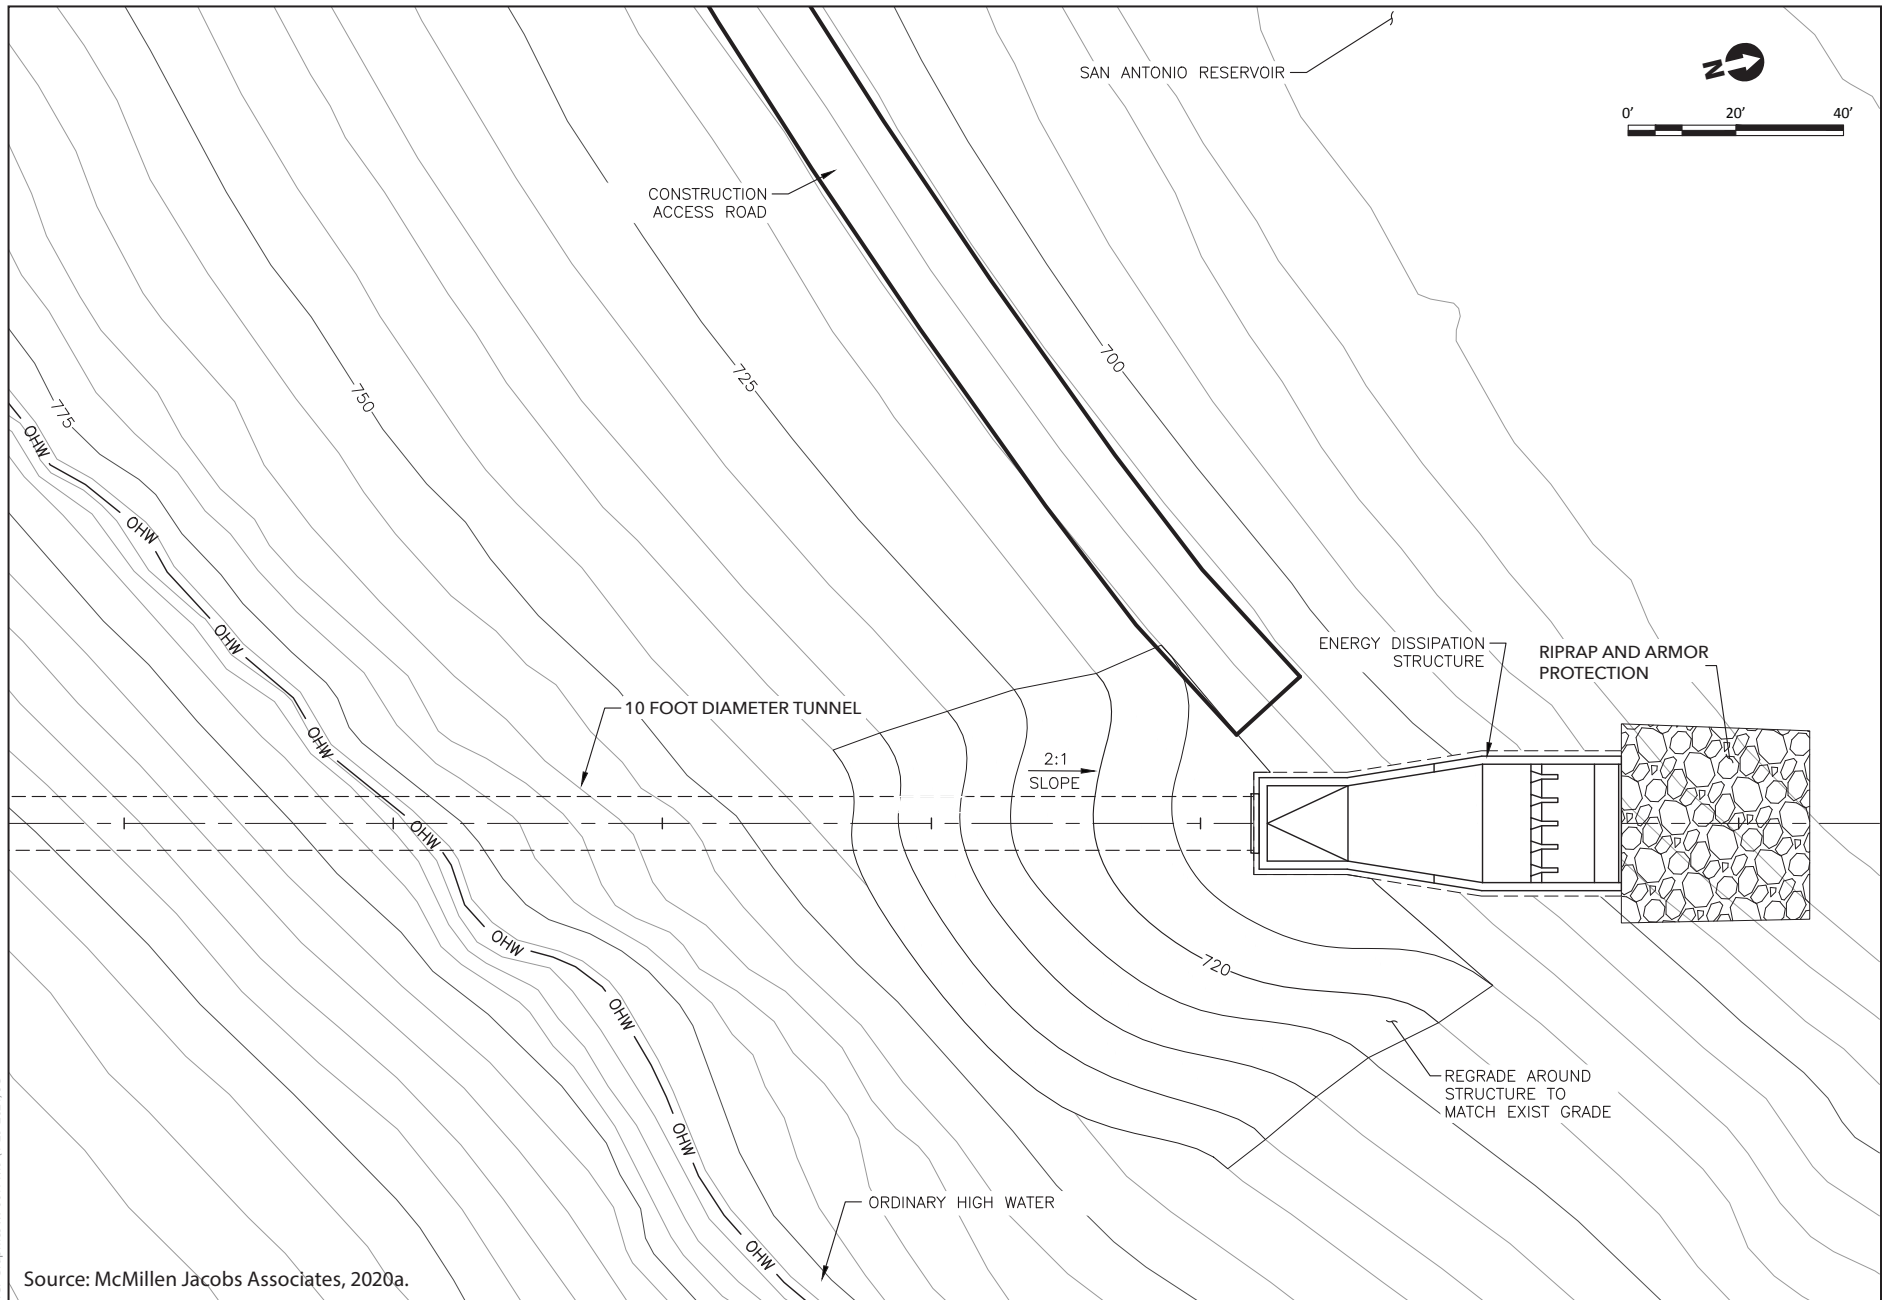 SAN ANTONIO RESERVOIR
N
0' 20' 40'
CONSTRUCTION
ACCESS ROAD
700
725
750
775
OHW
OHW
OHW
OHW
OHW
OHW
OHW
OHW
OHW
ENERGY DISSIPATION
STRUCTURE
RIPRAP AND ARMOR
PROTECTION
10 FOOT DIAMETER TUNNEL
2:1
SLOPE
720
REGRADE AROUND
STRUCTURE TO
MATCH EXIST GRADE
ORDINARY HIGH WATER
Source: McMillen Jacobs Associates, 2020a.